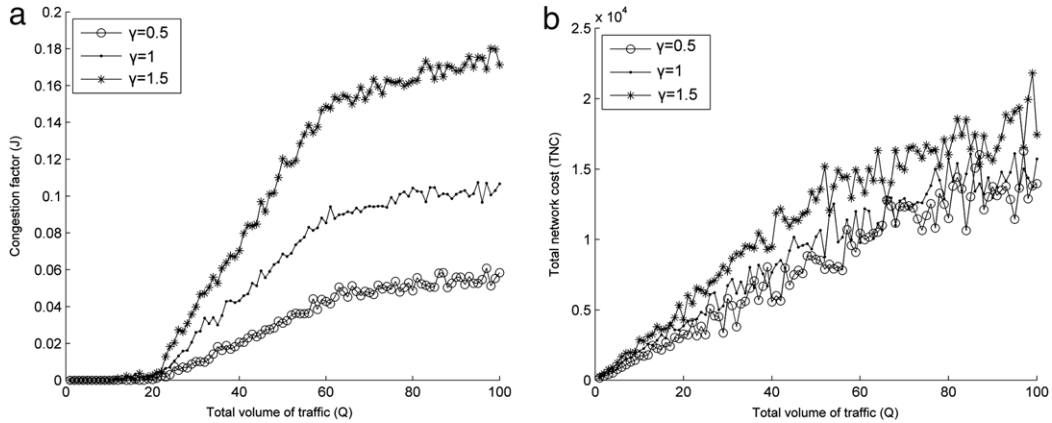 a
0.2
0.18
0.16
0.14
0.12
0.1
0.08
0.06
0.04
0.02
0
Congestion factor (J)
γ=0.5
γ=1
γ=1.5
0 20 40 60 80 100
Total volume of traffic (Q)
b
x 10⁴
2.5
2
1.5
1
0.5
0
Total network cost (TNC)
γ=0.5
γ=1
γ=1.5
0 20 40 60 80 100
Total volume of traffic (Q)